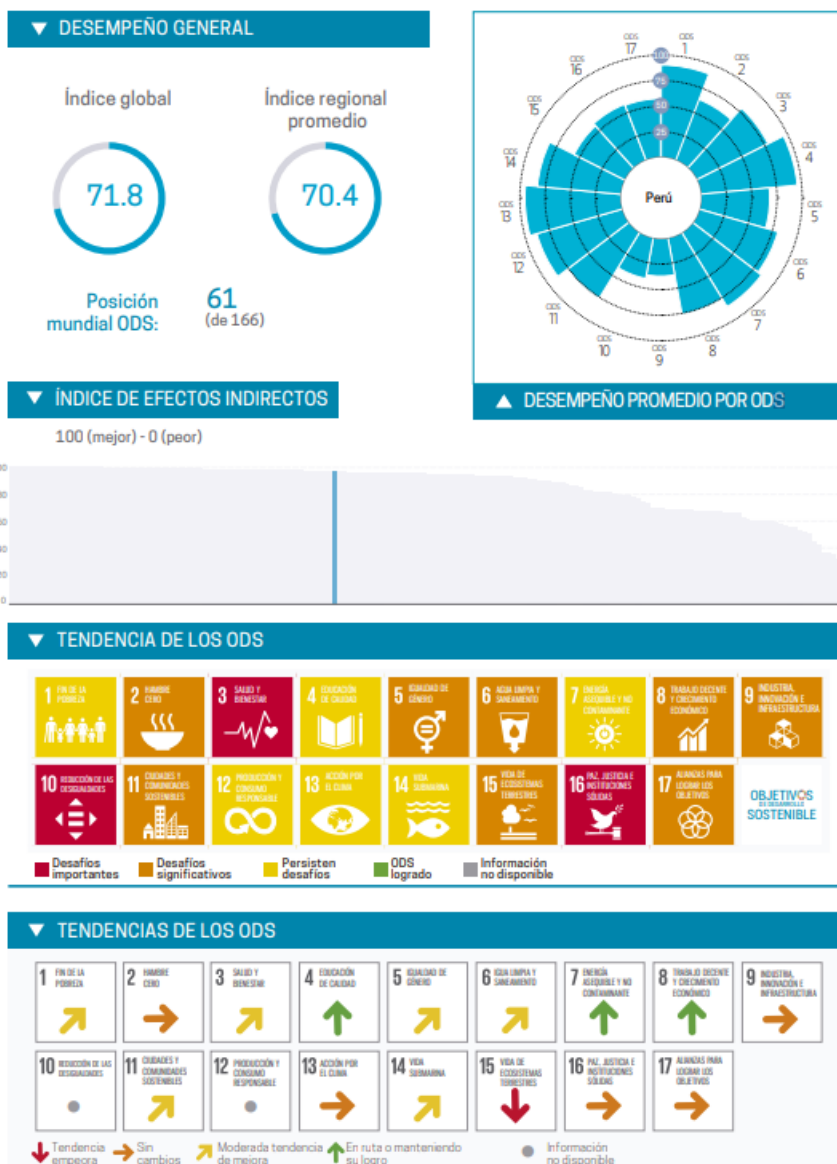 ▼ DESEMPEÑO GENERAL
Índice global
Índice regional
promedio
71.8
70.4
Posición
mundial ODS:
61
(de 166)
ODS
1
ODS
2
ODS
3
ODS
4
ODS
5
ODS
6
ODS
7
ODS
8
ODS
9
ODS
10
ODS
11
ODS
12
ODS
13
ODS
14
ODS
15
ODS
16
ODS
17
100
75
50
25
Perú
▲ DESEMPEÑO PROMEDIO POR ODS
▼ ÍNDICE DE EFECTOS INDIRECTOS
100 (mejor) - 0 (peor)
0
▼ TENDENCIA DE LOS ODS
1 FIN DE LA
POBREZA
2 HAMBRE
CERO
3 SALUD Y
BIENESTAR
4 EDUCACIÓN
DE CALIDAD
5 IGUALDAD DE
GÉNERO
6 AGUA LIMPIA Y
SANEAMIENTO
7 ENERGÍA
ASEQUIBLE Y NO
CONTAMINANTE
8 TRABAJO DECENTE
Y CRECIMIENTO
ECONÓMICO
9 INDUSTRIA,
INNOVACIÓN E
INFRAESTRUCTURA
10 REDUCCIÓN DE LAS
DESIGUALDADES
11 CIUDADES Y
COMUNIDADES
SOSTENIBLES
12 PRODUCCIÓN Y
CONSUMO
RESPONSABLE
13 ACCIÓN POR
EL CLIMA
14 VIDA
SUBMARINA
15 VIDA DE
ECOSISTEMAS
TERRESTRES
16 PAZ, JUSTICIA E
INSTITUCIONES
SÓLIDAS
17 ALIANZAS PARA
LOGRAR LOS
OBJETIVOS
OBJETIVOS
DE DESARROLLO
SOSTENIBLE
Desafíos
importantes
Desafíos
significativos
Persisten
desafíos
ODS
logrado
Información
no disponible
▼ TENDENCIAS DE LOS ODS
1 FIN DE LA
POBREZA
2 HAMBRE
CERO
3 SALUD Y
BIENESTAR
4 EDUCACIÓN
DE CALIDAD
5 IGUALDAD DE
GÉNERO
6 AGUA LIMPIA Y
SANEAMIENTO
7 ENERGÍA
ASEQUIBLE Y NO
CONTAMINANTE
8 TRABAJO DECENTE
Y CRECIMIENTO
ECONÓMICO
9 INDUSTRIA,
INNOVACIÓN E
INFRAESTRUCTURA
10 REDUCCIÓN DE LAS
DESIGUALDADES
11 CIUDADES Y
COMUNIDADES
SOSTENIBLES
12 PRODUCCIÓN Y
CONSUMO
RESPONSABLE
13 ACCIÓN POR
EL CLIMA
14 VIDA
SUBMARINA
15 VIDA DE
ECOSISTEMAS
TERRESTRES
16 PAZ, JUSTICIA E
INSTITUCIONES
SÓLIDAS
17 ALIANZAS PARA
LOGRAR LOS
OBJETIVOS
Tendencia
empeora
Sin
cambios
Moderada tendencia
de mejora
En ruta o manteniendo
su logro
Información
no disponible